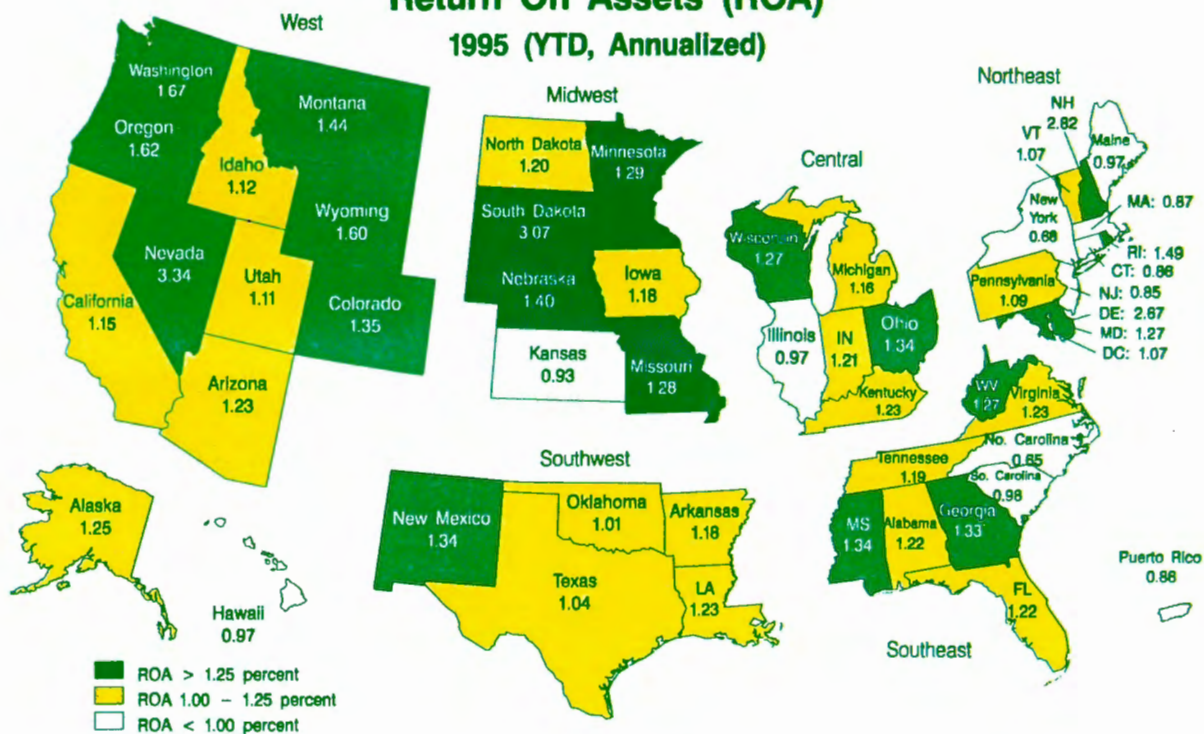 Return On Assets (ROA)
1995 (YTD, Annualized)
West
Washington
1.67
Oregon
1.62
Montana
1.44
Idaho
1.12
Wyoming
1.60
Nevada
3.34
Utah
1.11
California
1.15
Colorado
1.35
Arizona
1.23
Alaska
1.25
Hawaii
0.97
Midwest
North Dakota
1.20
Minnesota
1.29
South Dakota
3.07
Nebraska
1.40
Iowa
1.18
Kansas
0.93
Missouri
1.28
Central
Wisconsin
1.27
Michigan
1.16
Illinois
0.97
IN
1.21
Ohio
1.34
Kentucky
1.23
Northeast
NH
2.82
VT
1.07
Maine
0.97
New
York
0.68
MA: 0.87
RI: 1.49
CT: 0.86
Pennsylvania
1.09
NJ: 0.85
DE: 2.67
MD: 1.27
DC: 1.07
Southwest
New Mexico
1.34
Oklahoma
1.01
Arkansas
1.18
Texas
1.04
LA
1.23
WV
1.27
Virginia
1.23
No. Carolina
0.65
Tennessee
1.19
So. Carolina
0.98
MS
1.34
Alabama
1.22
Georgia
1.33
FL
1.22
Southeast
Puerto Rico
0.86
ROA > 1.25 percent
ROA 1.00 - 1.25 percent
ROA < 1.00 percent